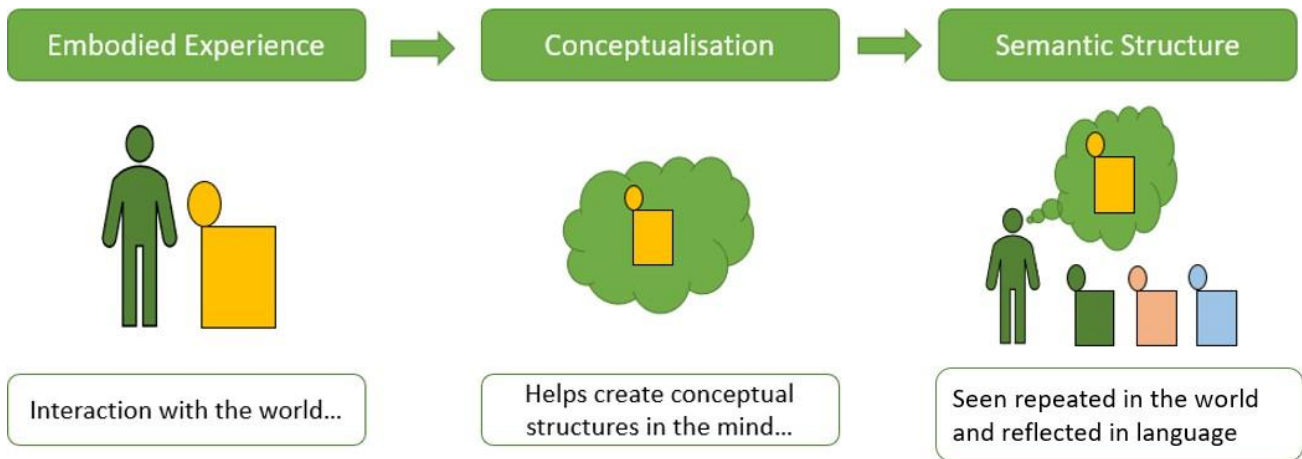 Embodied Experience
Conceptualisation
Semantic Structure
Interaction with the world…
Helps create conceptual
structures in the mind…
Seen repeated in the world
and reflected in language